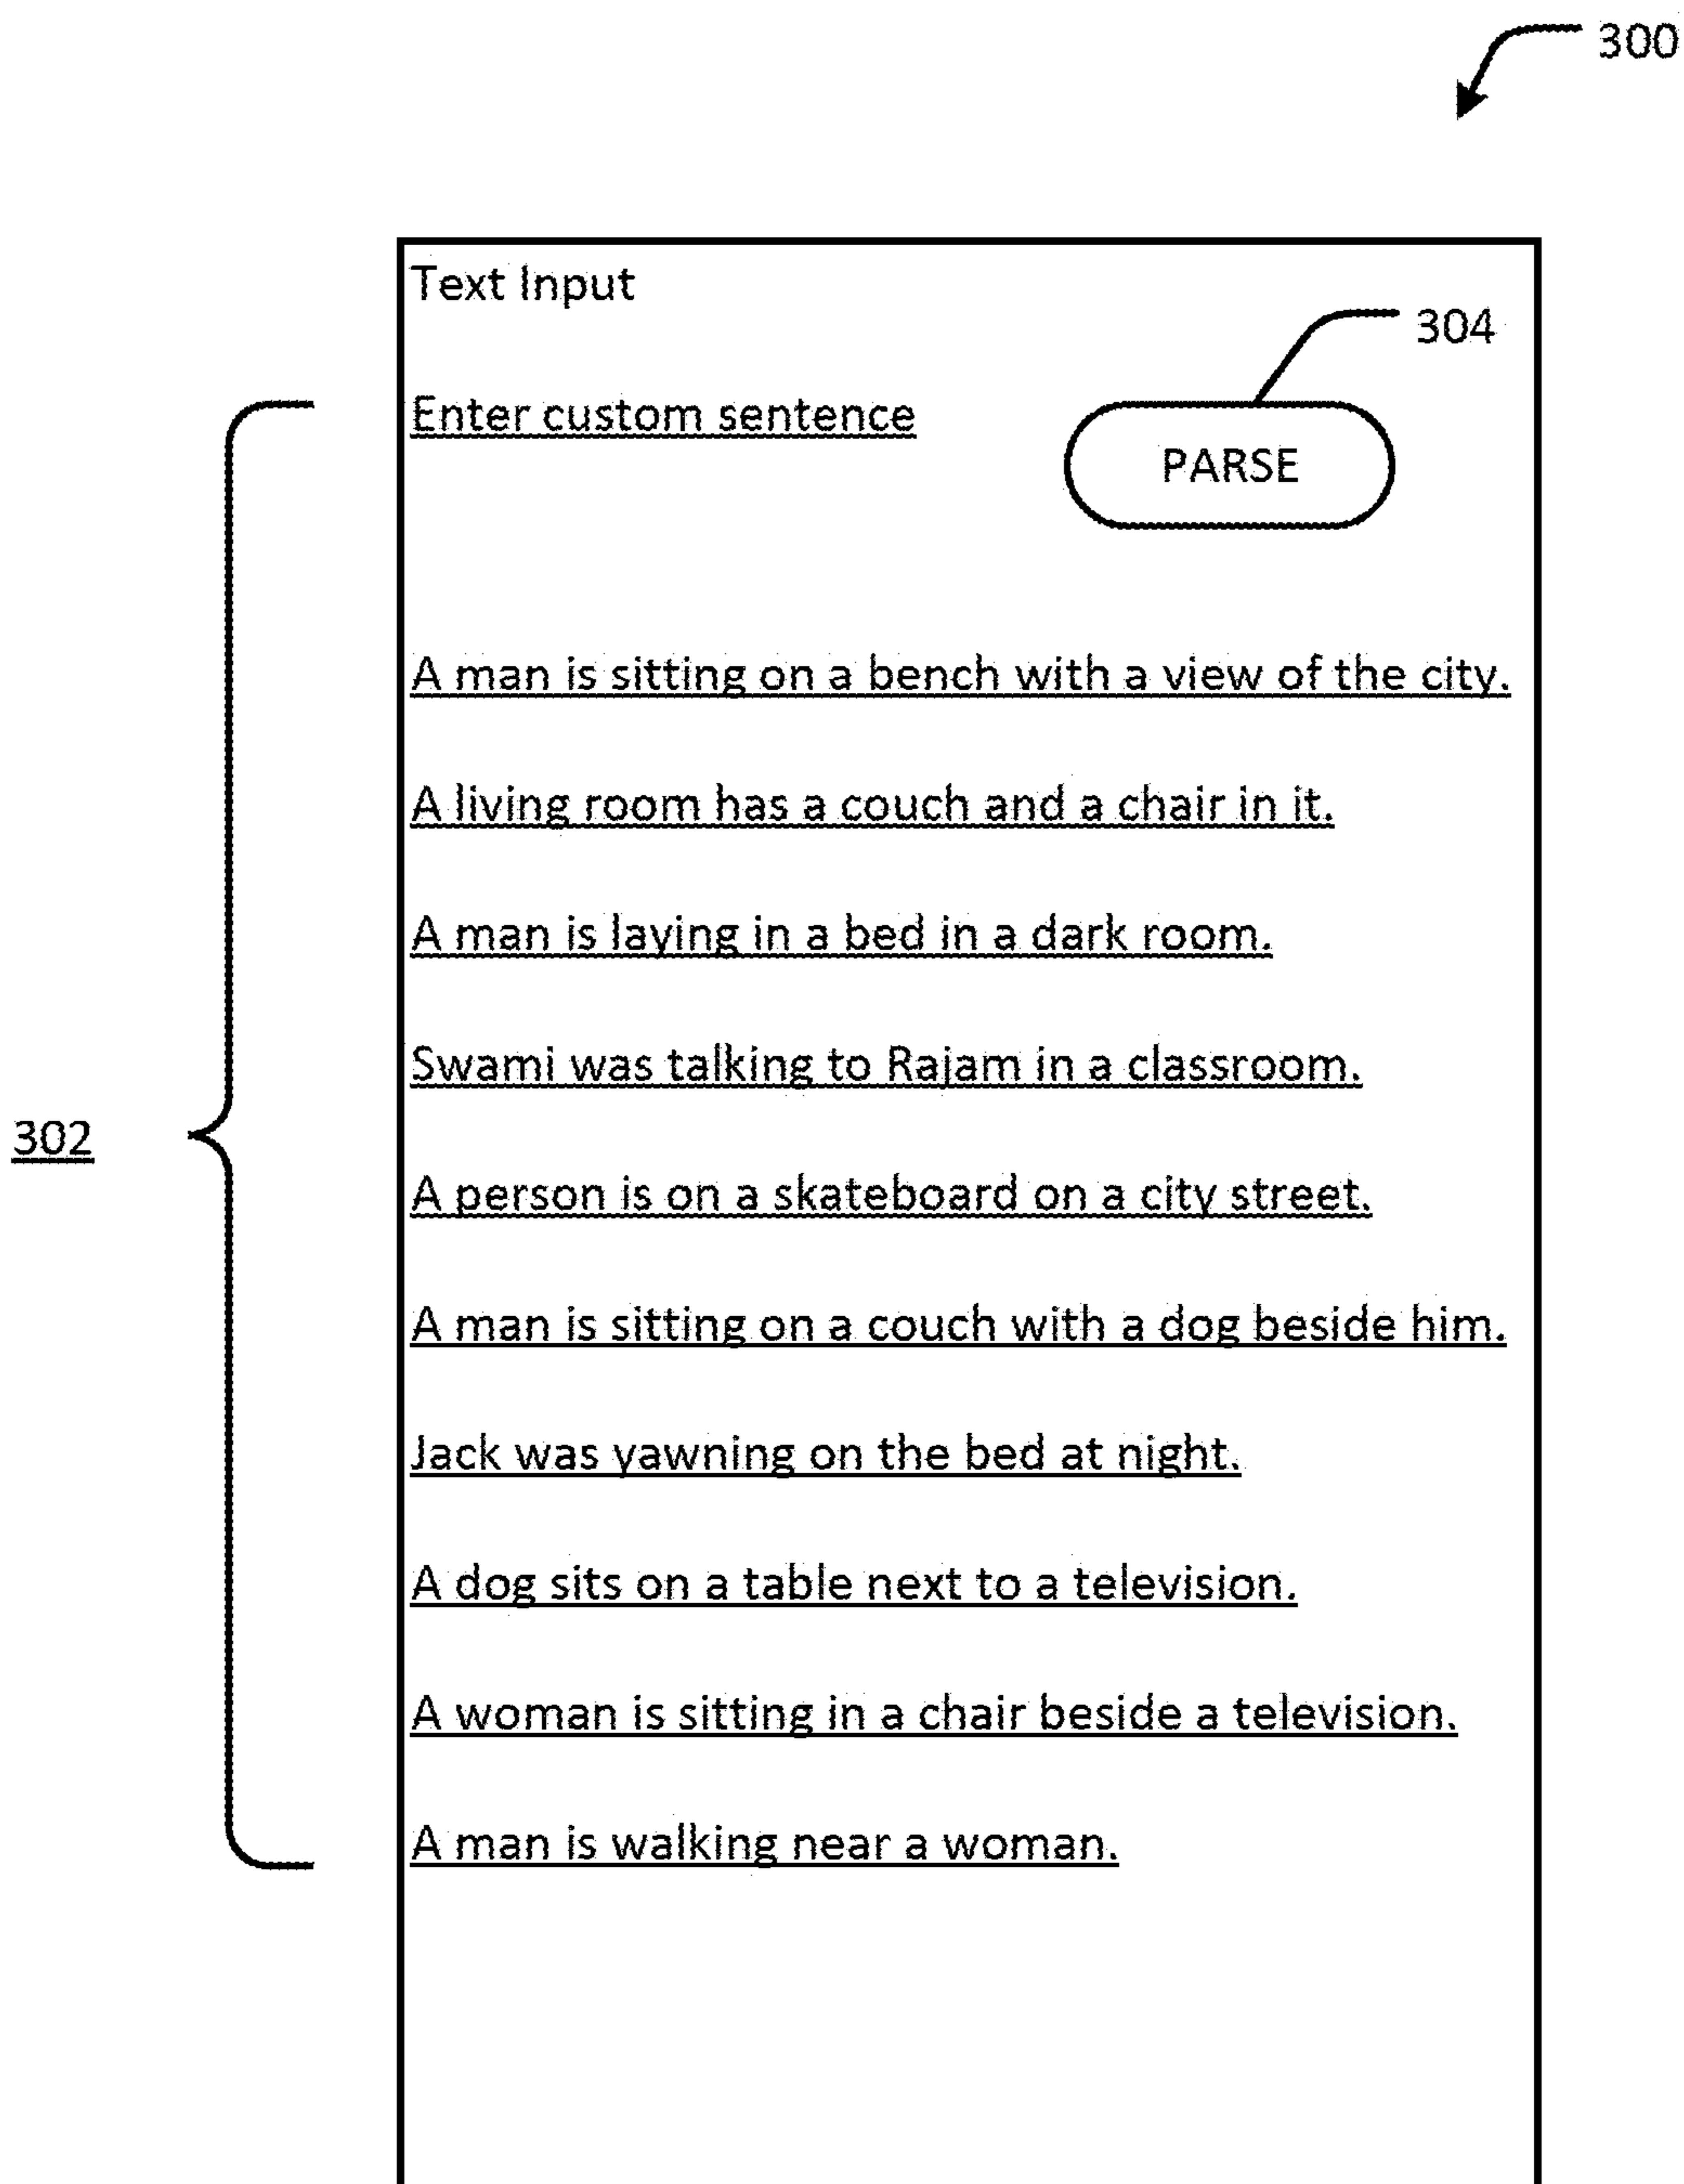 300
Text Input
304
Enter custom sentence
PARSE
A man is sitting on a bench with a view of the city.
A living room has a couch and a chair in it.
A man is laying in a bed in a dark room.
Swami was talking to Rajam in a classroom.
302
A person is on a skateboard on a city street.
A man is sitting on a couch with a dog beside him.
Jack was yawning on the bed at night.
A dog sits on a table next to a television.
A woman is sitting in a chair beside a television.
A man is walking near a woman.